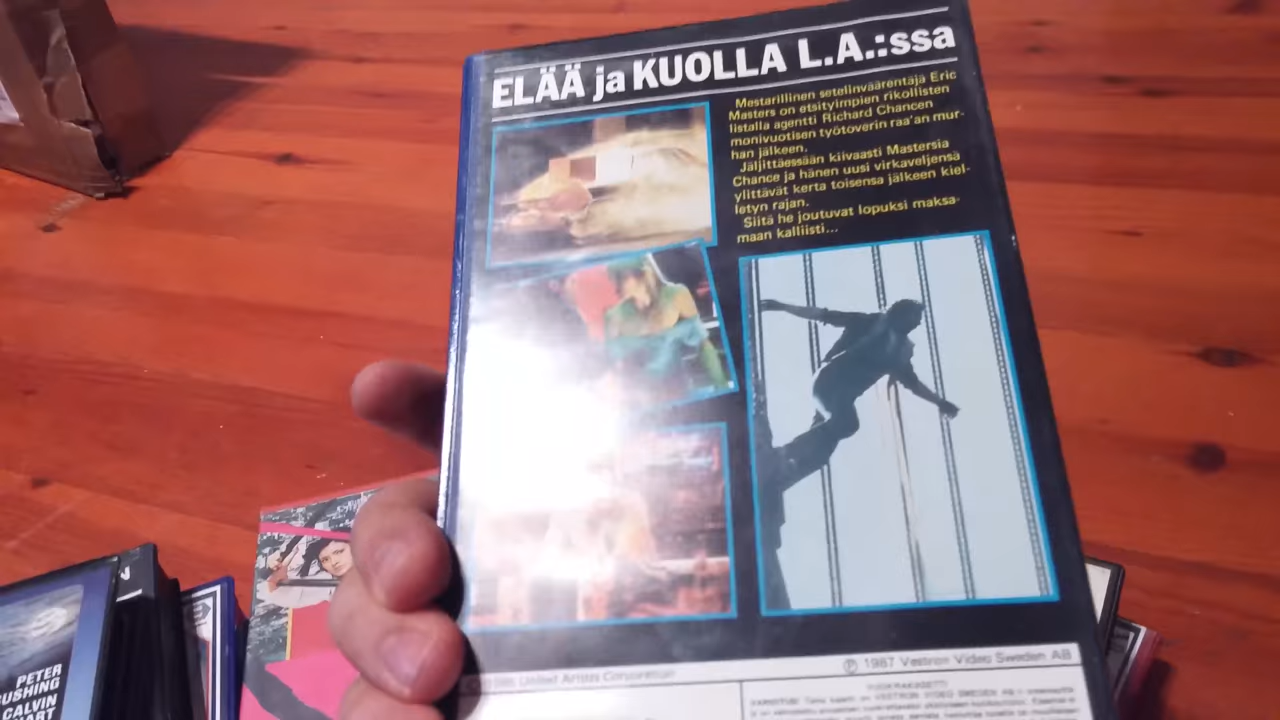 ELÄÄ ja KUOLLA L.A.:ssa
Mestarillinen setelinväärentäjä Eric
Masters on etsityimpien rikollisten
listalla agentti Richard Chancen
monivuotisen työtoverin raa'an mur-
han jälkeen.
Jäljittäessään kiivaasti Mastersia
Chance ja hänen uusi virkaveljensä
ylittävät kerta toisensa jälkeen kiel-
letyn rajan.
Siitä he joutuvat lopuksi maksa-
maan kalliisti...
United Artists Corporation
Ⓟ 1987 Vestron Video Sweden AB
PETER
CALVIN